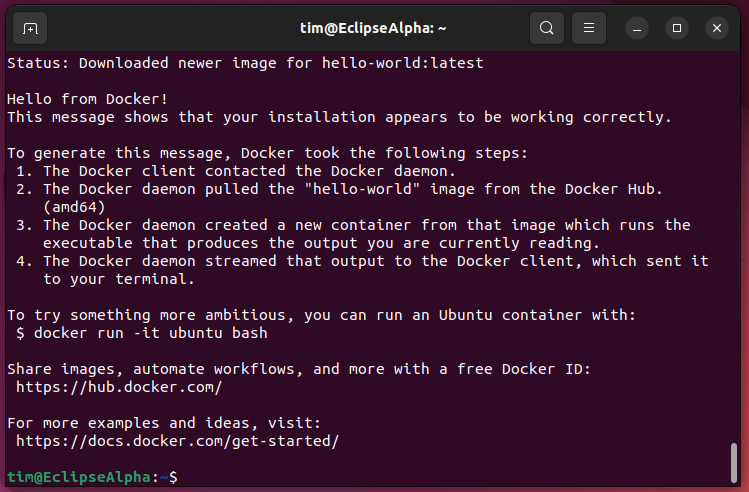 tim@EclipseAlpha: ~
Status: Downloaded newer image for hello-world:latest
Hello from Docker!
This message shows that your installation appears to be working correctly.
To generate this message, Docker took the following steps:
1. The Docker client contacted the Docker daemon.
2. The Docker daemon pulled the "hello-world" image from the Docker Hub.
(amd64)
3. The Docker daemon created a new container from that image which runs the
executable that produces the output you are currently reading.
4. The Docker daemon streamed that output to the Docker client, which sent it
to your terminal.
To try something more ambitious, you can run an Ubuntu container with:
$ docker run -it ubuntu bash
Share images, automate workflows, and more with a free Docker ID:
https://hub.docker.com/
For more examples and ideas, visit:
https://docs.docker.com/get-started/
tim@EclipseAlpha:~$